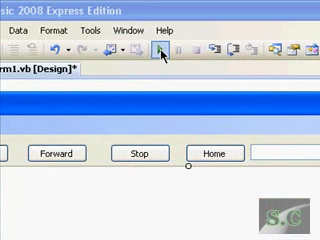 sic 2008 Express Edition
Data Format Tools Window Help
rm1.vb [Design]*
Forward Stop Home
S.C